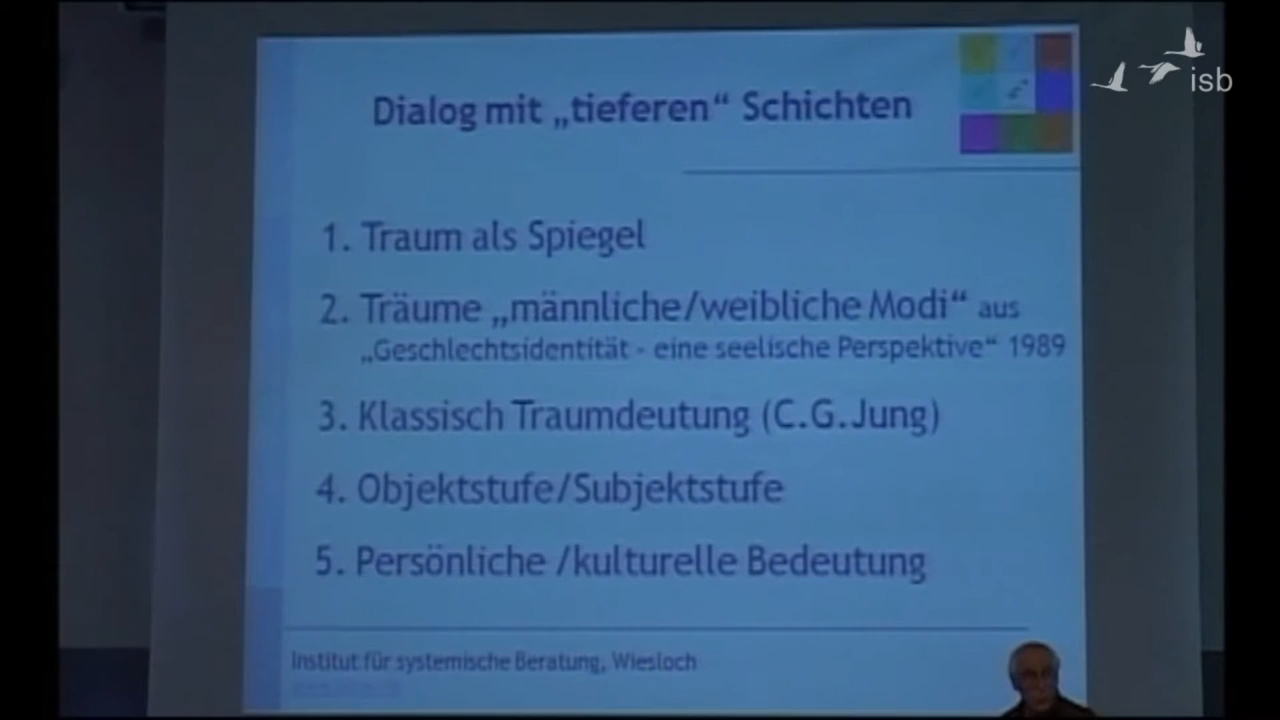 isb
Dialog mit „tieferen“ Schichten
1. Traum als Spiegel
2. Träume „männliche/weibliche Modi“ aus
„Geschlechtsidentität - eine seelische Perspektive“ 1989
3. Klassisch Traumdeutung (C.G.Jung)
4. Objektstufe/Subjektstufe
5. Persönliche /kulturelle Bedeutung
Institut für systemische Beratung, Wiesloch